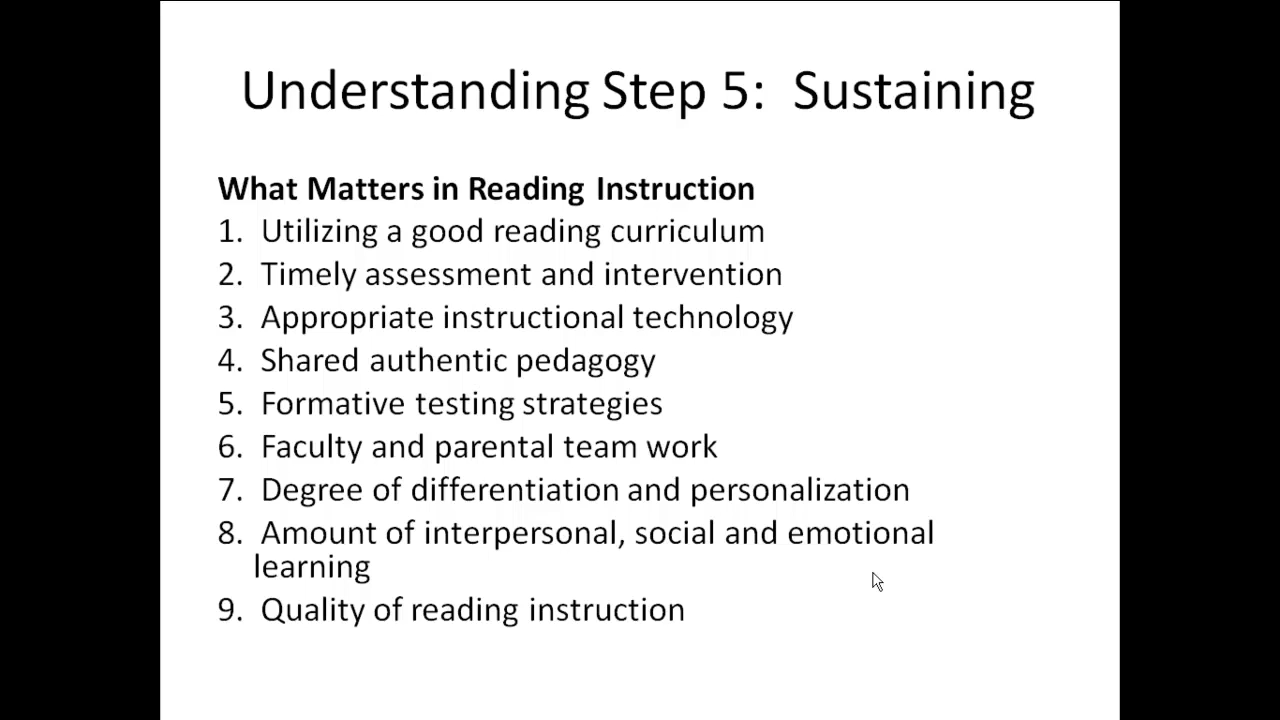 Understanding Step 5:  Sustaining
What Matters in Reading Instruction
1.  Utilizing a good reading curriculum
2.  Timely assessment and intervention
3.  Appropriate instructional technology
4.  Shared authentic pedagogy
5.  Formative testing strategies
6.  Faculty and parental team work
7.  Degree of differentiation and personalization
8.  Amount of interpersonal, social and emotional
learning
9.  Quality of reading instruction